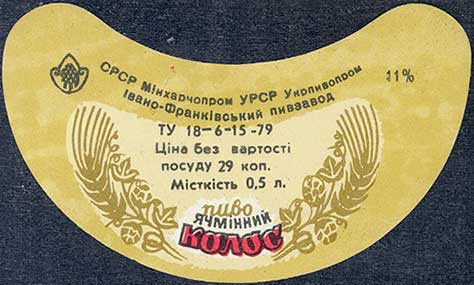 СРСР Мінхарчопром УРСР Укрпивопром
11%
Івано-Франківський пивзавод
ТУ 18-6-15-79
Ціна без вартості
посуду 29 коп.
Місткість 0,5 л.
пиво
ЯЧМІННИЙ
колос